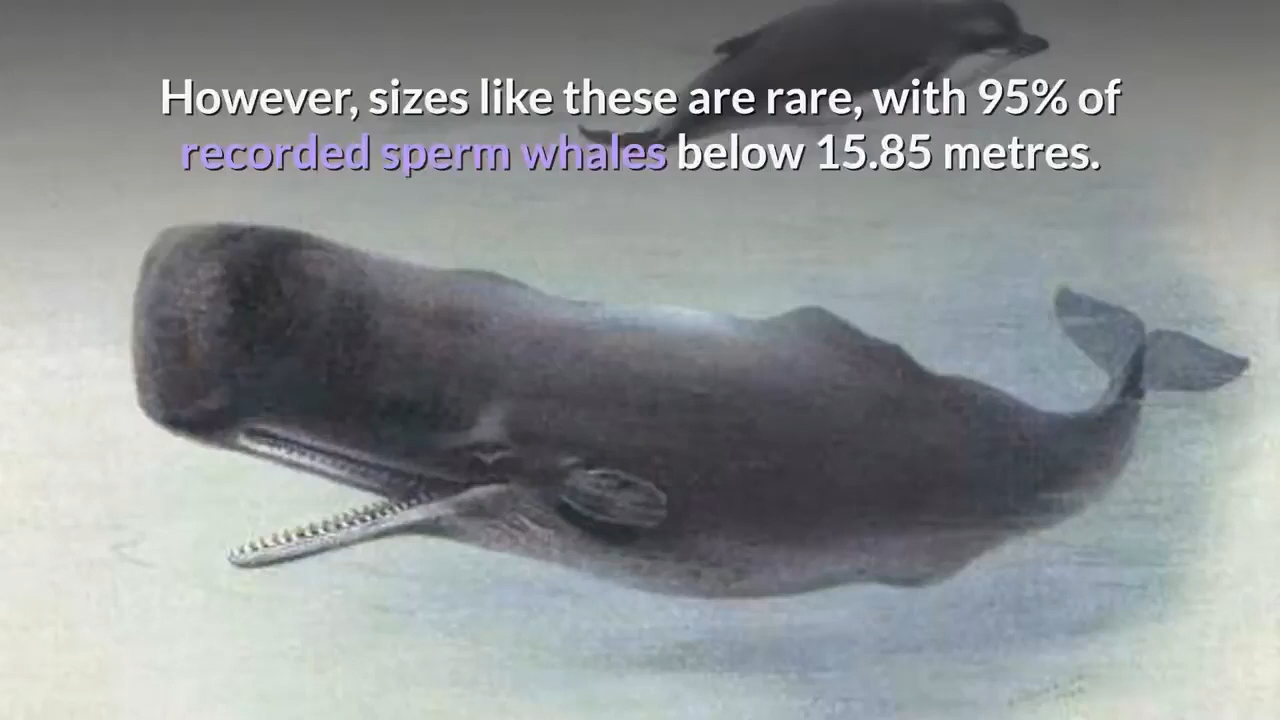 However, sizes like these are rare, with 95% of
recorded sperm whales below 15.85 metres.